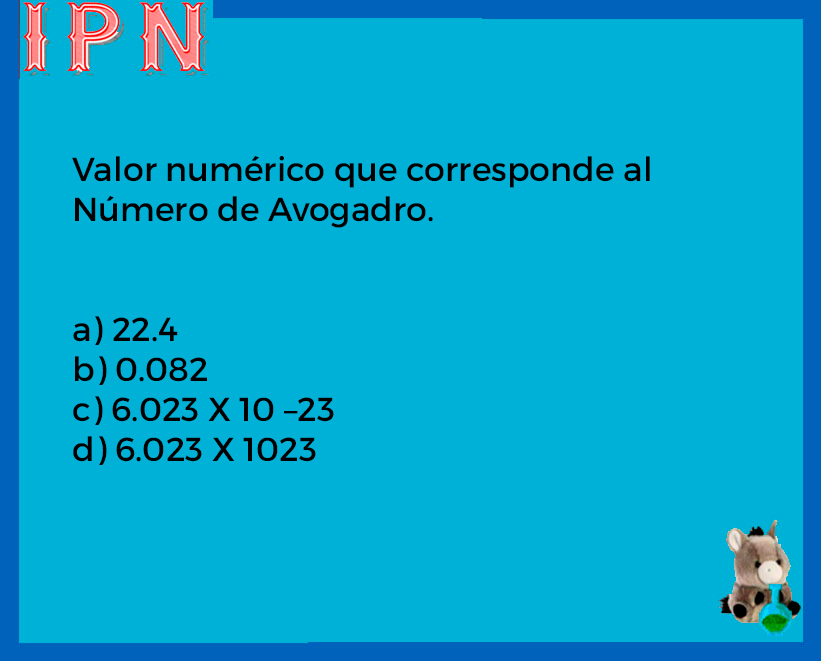 IPN
Valor numérico que corresponde al
Número de Avogadro.
a) 22.4
b) 0.082
c) 6.023 X 10 –23
d) 6.023 X 1023